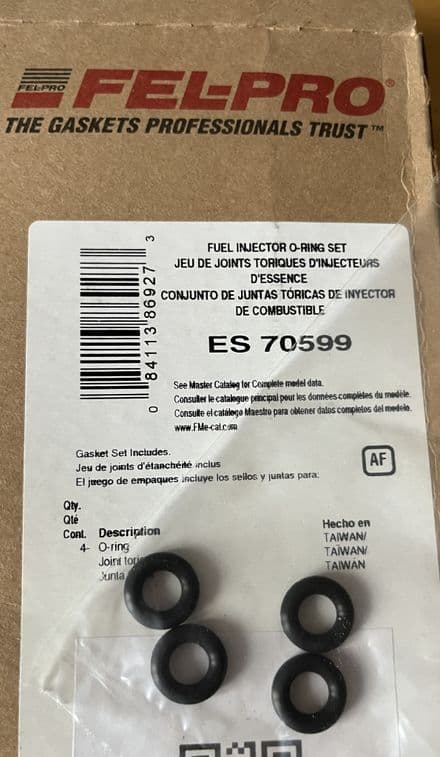 FEL-PRO
FEL-PRO®
THE GASKETS PROFESSIONALS TRUST™
FUEL INJECTOR O-RING SET
JEU DE JOINTS TORIQUES D'INJECTEURS
D'ESSENCE
CONJUNTO DE JUNTAS TÓRICAS DE INYECTOR
DE COMBUSTIBLE
0 84113 86927 3
ES 70599
See Master Catalog for Complete model data.
Consulter le catalogue principal pour les données complètes du modèle.
Consulte el catálogo Maestro para obtener datos completos del modelo.
www.FMe-cat.com
AF
Gasket Set Includes.
Jeu de joints d'étanchéité inclus
El juego de empaques incluye los sellos y juntas para:
Qty.
Qté
Cont. Description
4- O-ring
Joint
Junta
Hecho en
TAIWAN/
TAÏWAN/
TAIWAN